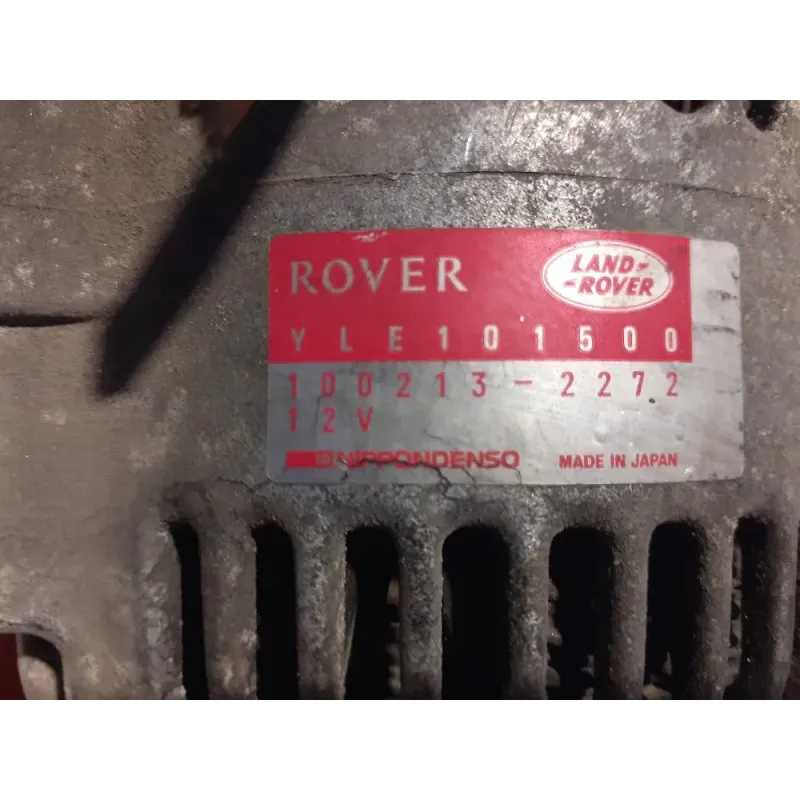 ROVER
LAND-
-ROVER
YLE101500
100213-2272
12V
NIPPONDENSO MADE IN JAPAN